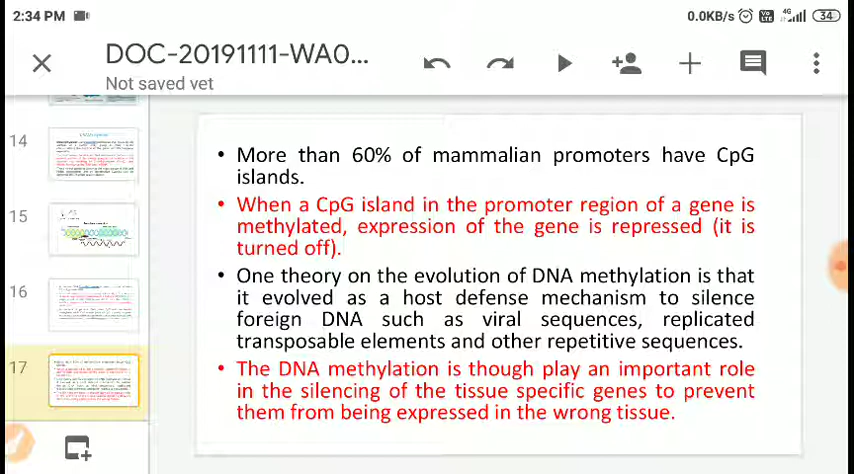 2:34 PM
0.0KB/s
4G
34
DOC-20191111-WA0...
Not saved yet
14
15
16
17
• More than 60% of mammalian promoters have CpG
islands.
• When a CpG island in the promoter region of a gene is
methylated, expression of the gene is repressed (it is
turned off).
• One theory on the evolution of DNA methylation is that
it evolved as a host defense mechanism to silence
foreign DNA such as viral sequences, replicated
transposable elements and other repetitive sequences.
• The DNA methylation is though play an important role
in the silencing of the tissue specific genes to prevent
them from being expressed in the wrong tissue.